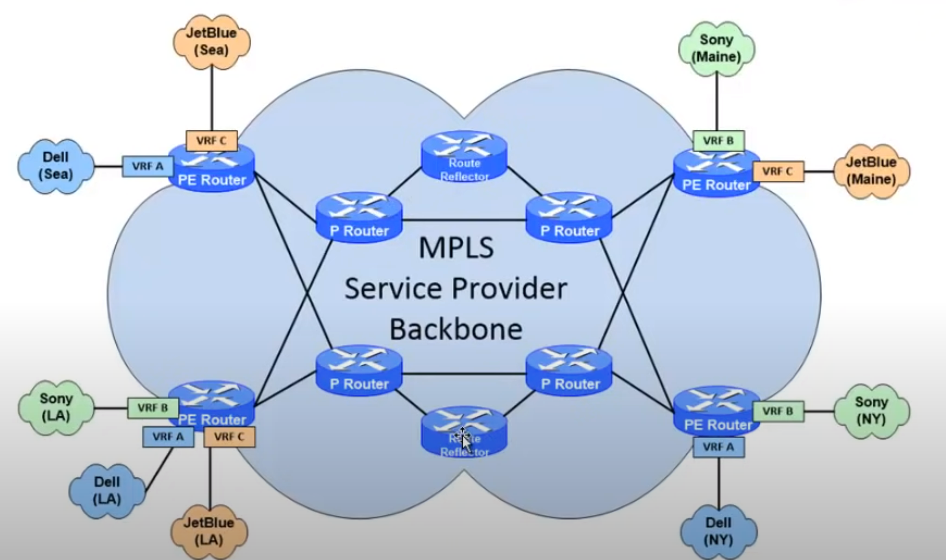 JetBlue
(Sea)
Sony
(Maine)
VRF C
VRF B
Dell
(Sea)
VRF A
PE Router
Route
Reflector
PE Router
VRF C
JetBlue
(Maine)
P Router
P Router
MPLS
Service Provider
Backbone
P Router
P Router
Sony
(LA)
VRF B
PE Router
VRF A
VRF C
Route
Reflector
PE Router
VRF B
Sony
(NY)
VRF A
Dell
(LA)
JetBlue
(LA)
Dell
(NY)